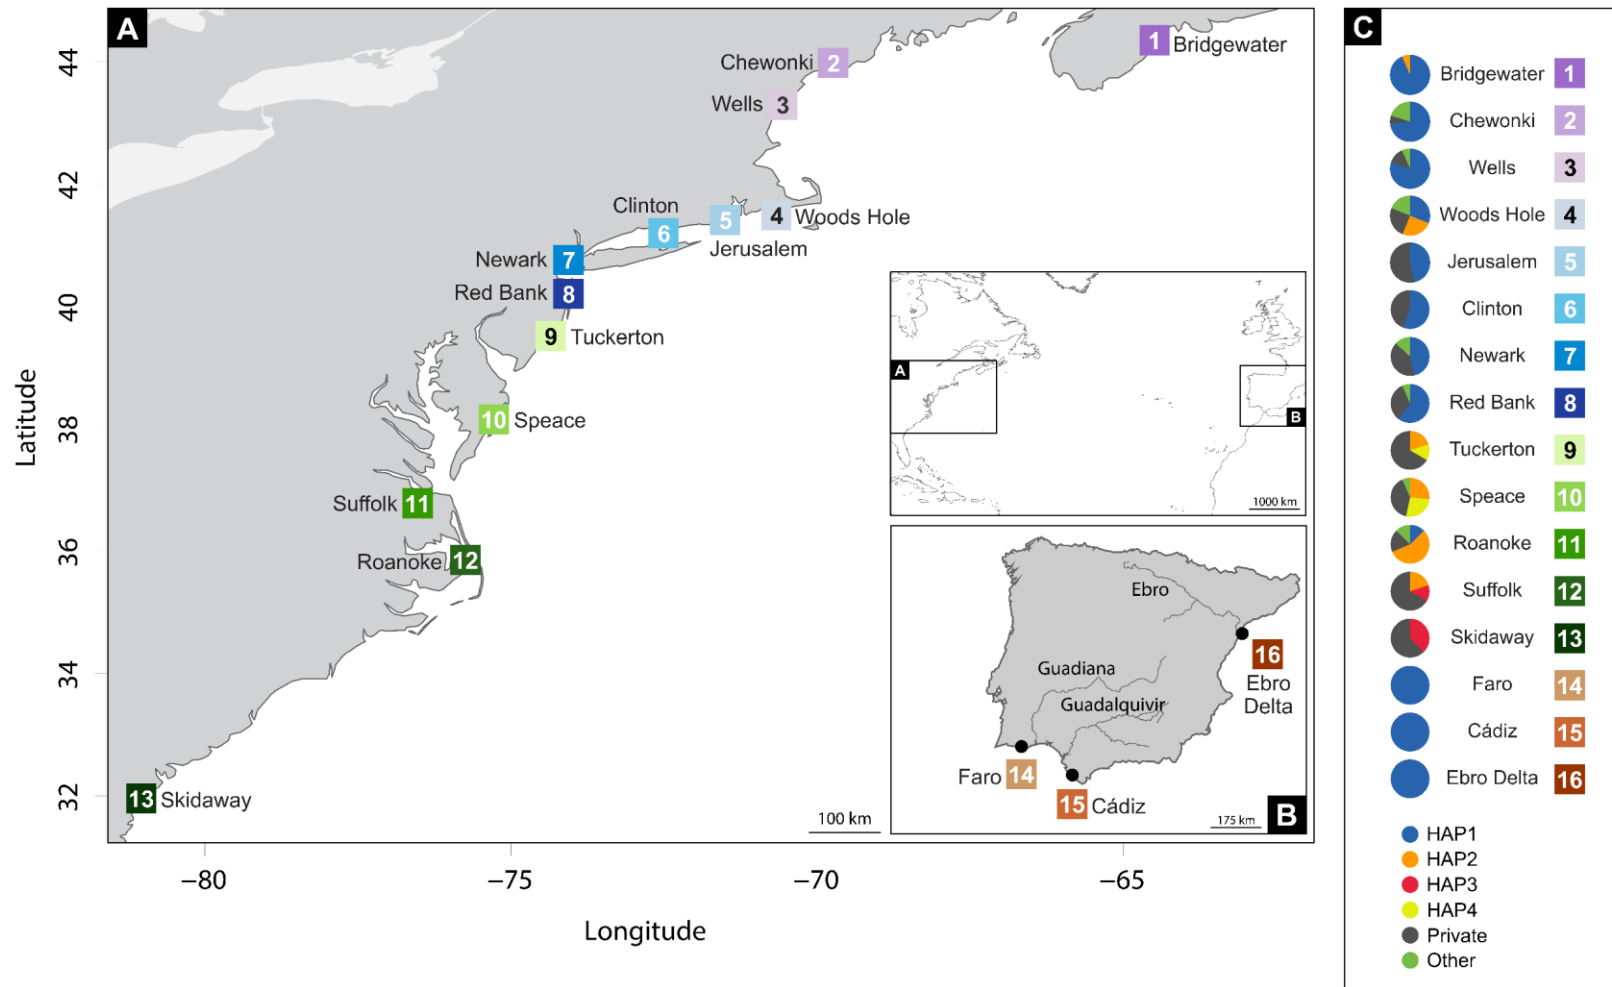 A
1 Bridgewater
Chewonki 2
Wells 3
4 Woods Hole
5
Jerusalem
Clinton
6
Newark 7
Red Bank 8
9 Tuckerton
10 Speace
Suffolk 11
Roanoke 12
13 Skidaway
44
42
40
38
36
34
32
Latitude
−80
−75
−70
−65
Longitude
100 km
A
B
1000 km
Ebro
Guadiana
Guadalquivir
16
Ebro
Delta
Faro 14
15 Cádiz
175 km
B
C
Bridgewater 1
Chewonki 2
Wells 3
Woods Hole 4
Jerusalem 5
Clinton 6
Newark 7
Red Bank 8
Tuckerton 9
Speace 10
Roanoke 11
Suffolk 12
Skidaway 13
Faro 14
Cádiz 15
Ebro Delta 16
HAP1
HAP2
HAP3
HAP4
Private
Other